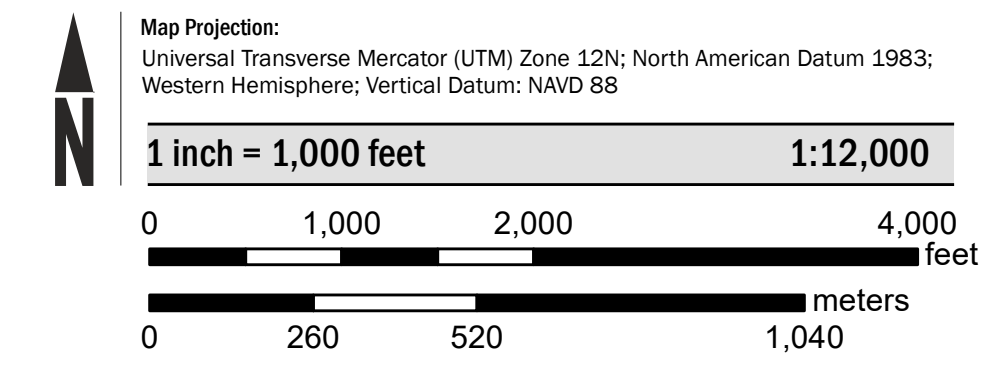 N
Map Projection:
Universal Transverse Mercator (UTM) Zone 12N; North American Datum 1983;
Western Hemisphere; Vertical Datum: NAVD 88
1 inch = 1,000 feet 1:12,000
0 1,000 2,000 4,000
feet
meters
0 260 520 1,040